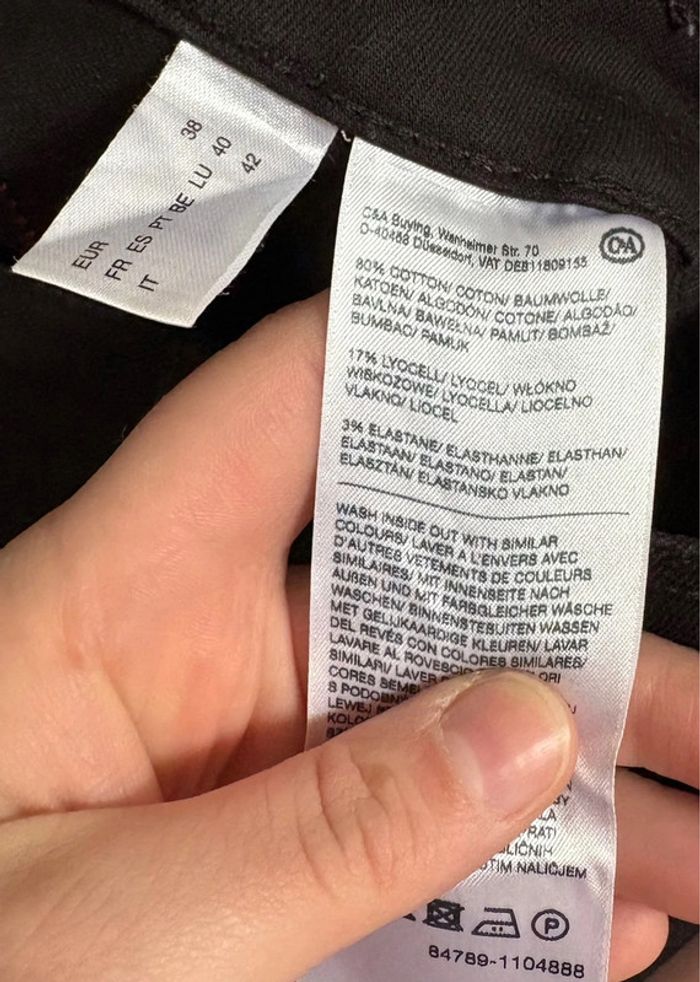 EUR 38
FR ES PT BE LU 40
IT 42
C&A Buying, Wanheimer Str. 70
D-40468 Düsseldorf, VAT DE811809155
C&A
80% COTTON/ COTON/ BAUMWOLLE/
KATOEN/ ALGODÓN/ COTONE/ ALGODÃO/
BAVLNA/ BAWEŁNA/ PAMUT/ BOMBAŽ/
BUMBAC/ PAMUK
17% LYOCELL/ LYOCEL/ WŁÓKNO
WISKOZOWE/ LYOCELLA/ LIOCELNO
VLAKNO/ LIOCEL
3% ELASTANE/ ELASTHANNE/ ELASTHAN/
ELASTAAN/ ELASTANO/ ELASTAN/
ELASZTÁN/ ELASTANSKO VLAKNO
WASH INSIDE OUT WITH SIMILAR
COLOURS/ LAVER A L'ENVERS AVEC
D'AUTRES VETEMENTS DE COULEURS
SIMILAIRES/ MIT INNENSEITE NACH
AUßEN UND MIT FARBGLEICHER WÄSCHE
WASCHEN/ BINNENSTEBUITEN WASSEN
MET GELIJKAARDIGE KLEUREN/ LAVAR
DEL REVÉS CON COLORES SIMILARES/
LAVARE AL ROVESCIO
SIMILARI/ LAVER
CORES
S
LEWEJ
TIM NALIČJEM
P
84789-1104888